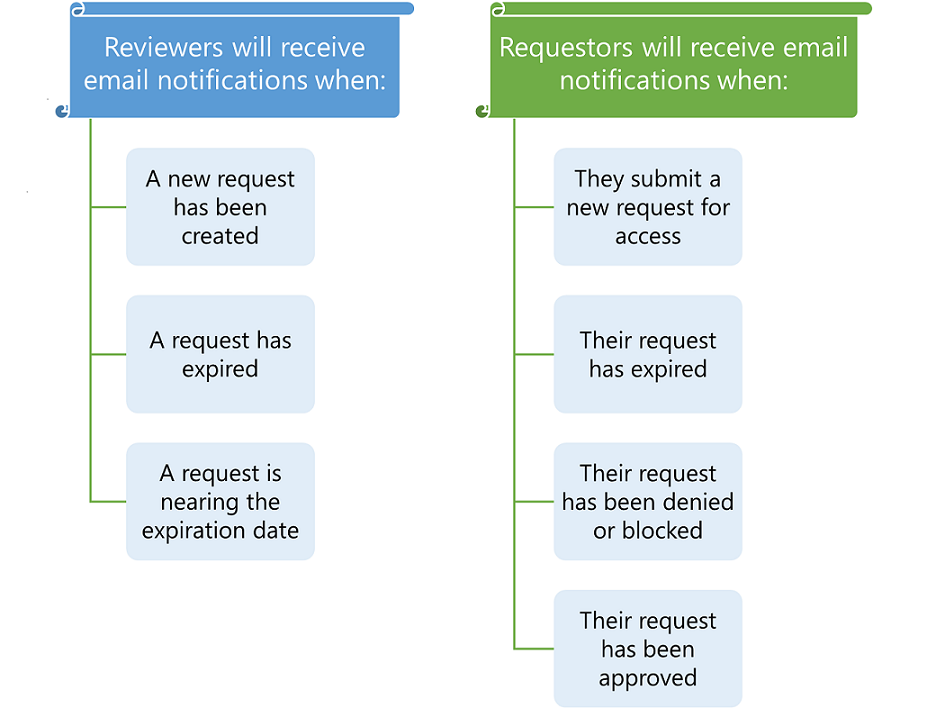 Reviewers will receive
email notifications when:
A new request
has been
created
A request has
expired
A request is
nearing the
expiration date
Requestors will receive email
notifications when:
They submit a
new request for
access
Their request
has expired
Their request
has been denied
or blocked
Their request
has been
approved